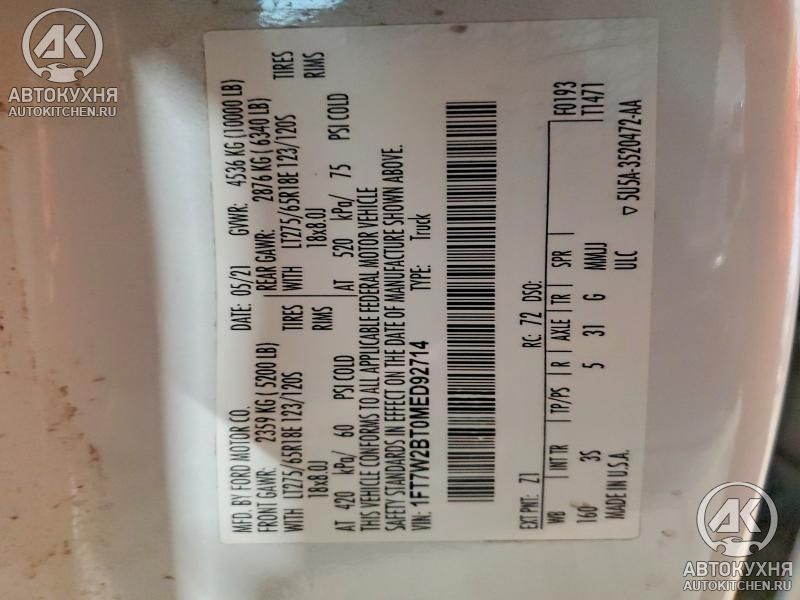 АВТОКУХНЯ
AUTOKITCHEN.RU
MFD. BY FORD MOTOR CO.
DATE: 05/21 GVWR: 4536 KG (10000 LB)
FRONT GAWR: 2359 KG ( 5200 LB) REAR GAWR: 2876 KG ( 6340 LB)
WITH LT275/65R18E 123/120S TIRES WITH LT275/65R18E 123/120S TIRES
18x8.0J RIMS 18x8.0J RIMS
AT 420 kPa/ 60 PSI COLD AT 520 kPa/ 75 PSI COLD
THIS VEHICLE CONFORMS TO ALL APPLICABLE FEDERAL MOTOR VEHICLE
SAFETY STANDARDS IN EFFECT ON THE DATE OF MANUFACTURE SHOWN ABOVE.
VIN: 1FT7W2BT0MED92714 TYPE: Truck
F0193
T1471
EXT PNT: Z1 RC: 72 DSO:
WB INT TR TP/PS R AXLE TR SPR
160 3S 5 31 G MMUJ
MADE IN U.S.A. ULC
▽ 5U5A-3520472-AA
АВТОКУХНЯ
AUTOKITCHEN.RU